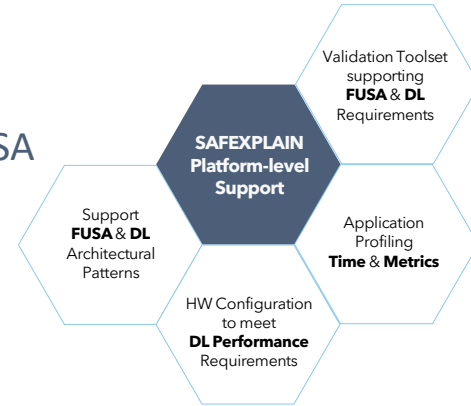 Validation Toolset
supporting
FUSA & DL
Requirements
SA
SAFEXPLAIN
Platform-level
Support
Support
FUSA & DL
Architectural
Patterns
Application
Profiling
Time & Metrics
HW Configuration
to meet
DL Performance
Requirements